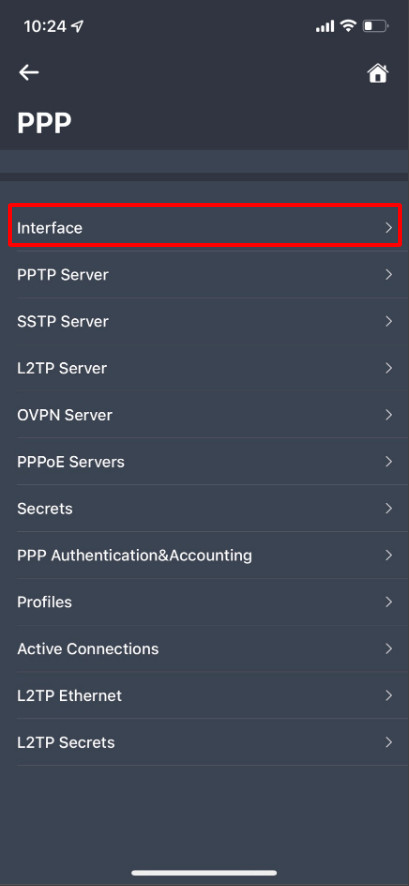 10:24
PPP
Interface
PPTP Server
SSTP Server
L2TP Server
OVPN Server
PPPoE Servers
Secrets
PPP Authentication&Accounting
Profiles
Active Connections
L2TP Ethernet
L2TP Secrets